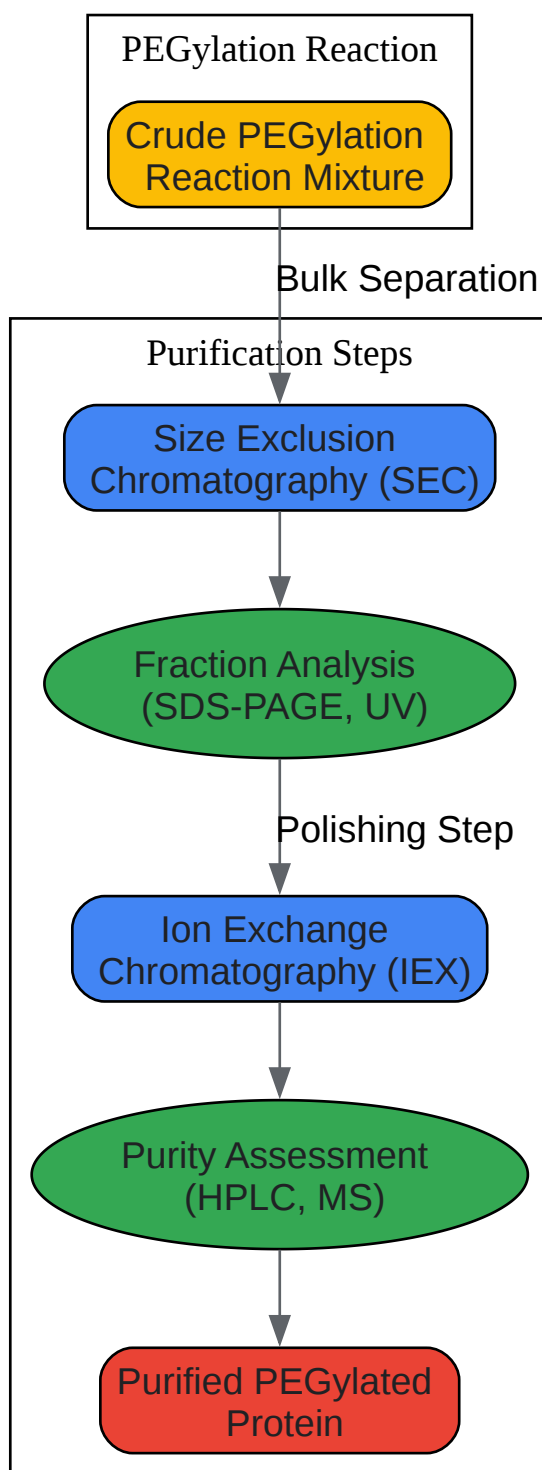 PEGylation Reaction
Crude PEGylation
Reaction Mixture
Bulk Separation
Purification Steps
Size Exclusion
Chromatography (SEC)
Fraction Analysis
(SDS-PAGE, UV)
Polishing Step
Ion Exchange
Chromatography (IEX)
Purity Assessment
(HPLC, MS)
Purified PEGylated
Protein